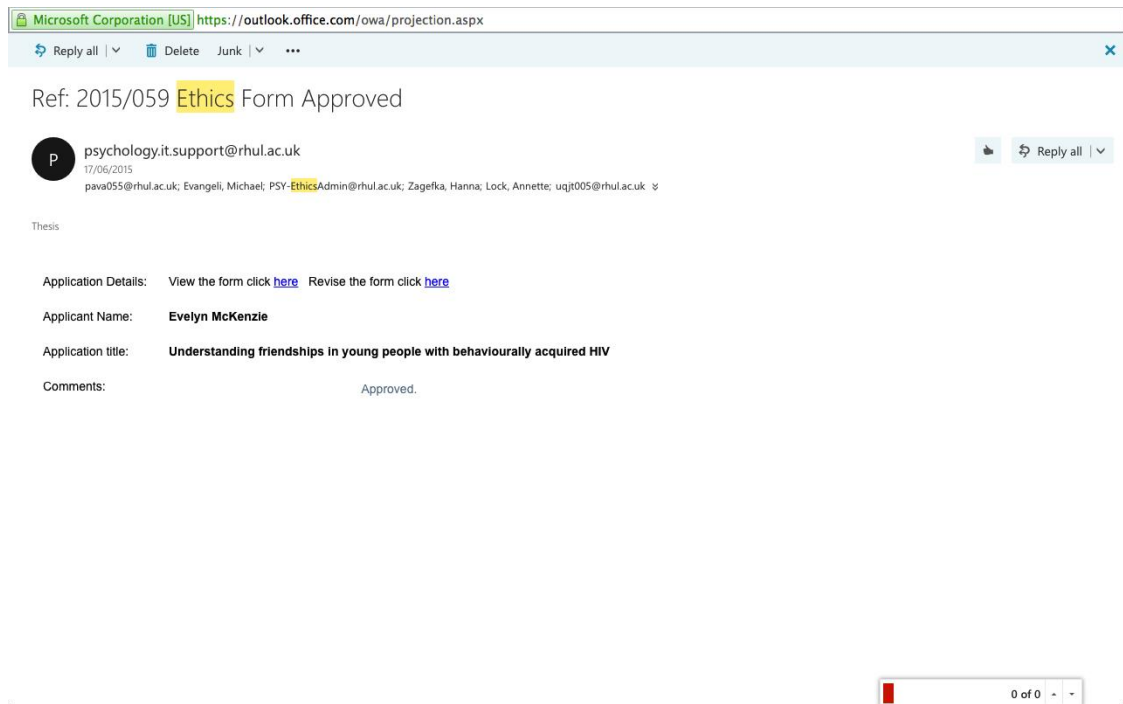 Microsoft Corporation [US] https://outlook.office.com/owa/projection.aspx
Reply all | Delete Junk | •••
Ref: 2015/059 Ethics Form Approved
P
psychology.it.support@rhul.ac.uk
Reply all |
17/06/2015
pava055@rhul.ac.uk; Evangeli, Michael; PSY-EthicsAdmin@rhul.ac.uk; Zagefka, Hanna; Lock, Annette; uqjt005@rhul.ac.uk
Thesis
Application Details: View the form click here Revise the form click here
Applicant Name: Evelyn McKenzie
Application title: Understanding friendships in young people with behaviourally acquired HIV
Comments: Approved.
0 of 0